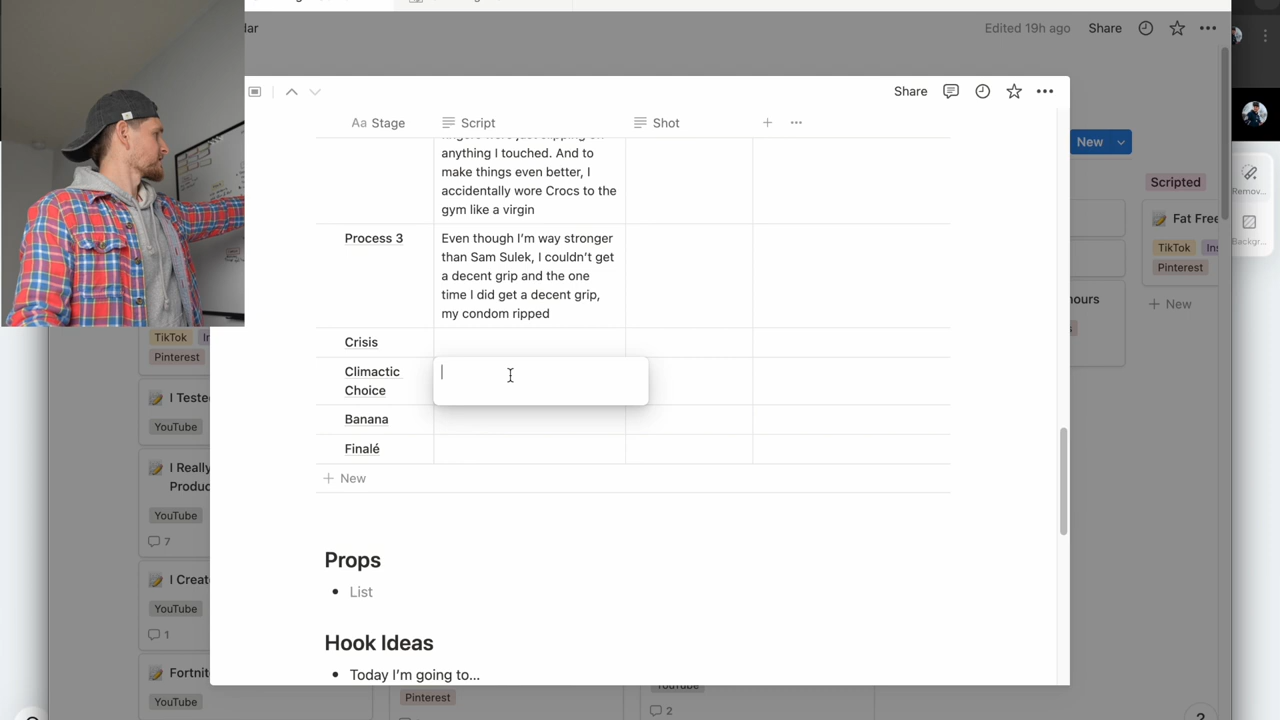 dar
Edited 19h ago
Share
Share
Aa Stage
Script
Shot
anything I touched. And to
make things even better, I
accidentally wore Crocs to the
gym like a virgin
Process 3
Even though I'm way stronger
than Sam Sulek, I couldn't get
a decent grip and the one
time I did get a decent grip,
my condom ripped
Crisis
Climactic
Choice
Banana
Finalé
+ New
Props
• List
Hook Ideas
• Today I'm going to...
New
Scripted
Fat Free
TikTok
Pinterest
+ New
hours
Remov...
Backgr...
TikTok
Pinterest
I Tested
YouTube
I Really
Produc
YouTube
7
I Creat
YouTube
1
Fortnit
YouTube
Pinterest
YouTube
2
?